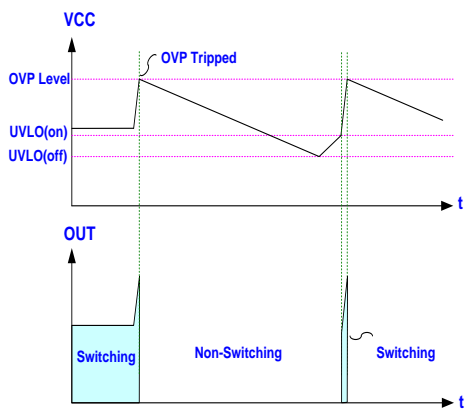 VCC
OVP Tripped
OVP Level
UVLO(on)
UVLO(off)
t
OUT
Switching
Non-Switching
Switching
t